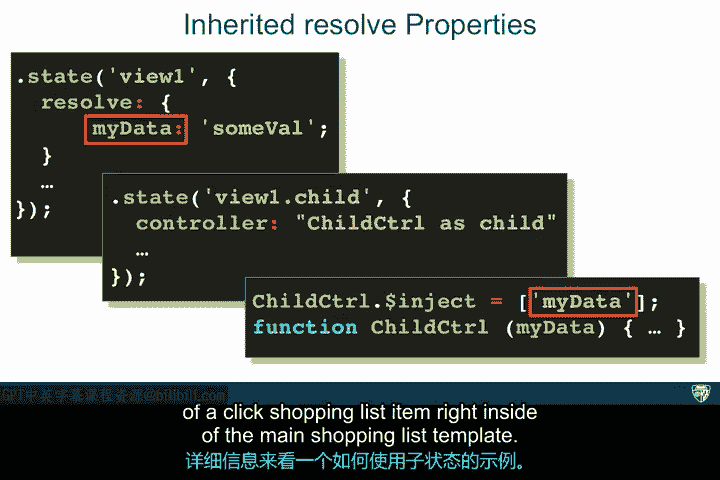 Inherited resolve Properties
.state('view1', {
resolve: {
myData: 'someVal';
}
…
});
.state('view1.child', {
controller: "ChildCtrl as child"
…
});
ChildCtrl.$inject = ['myData'];
function ChildCtrl (myData) { … }
of a click shopping list item right inside
of the main shopping list template.
详细信息来看一个如何使用子状态的示例。